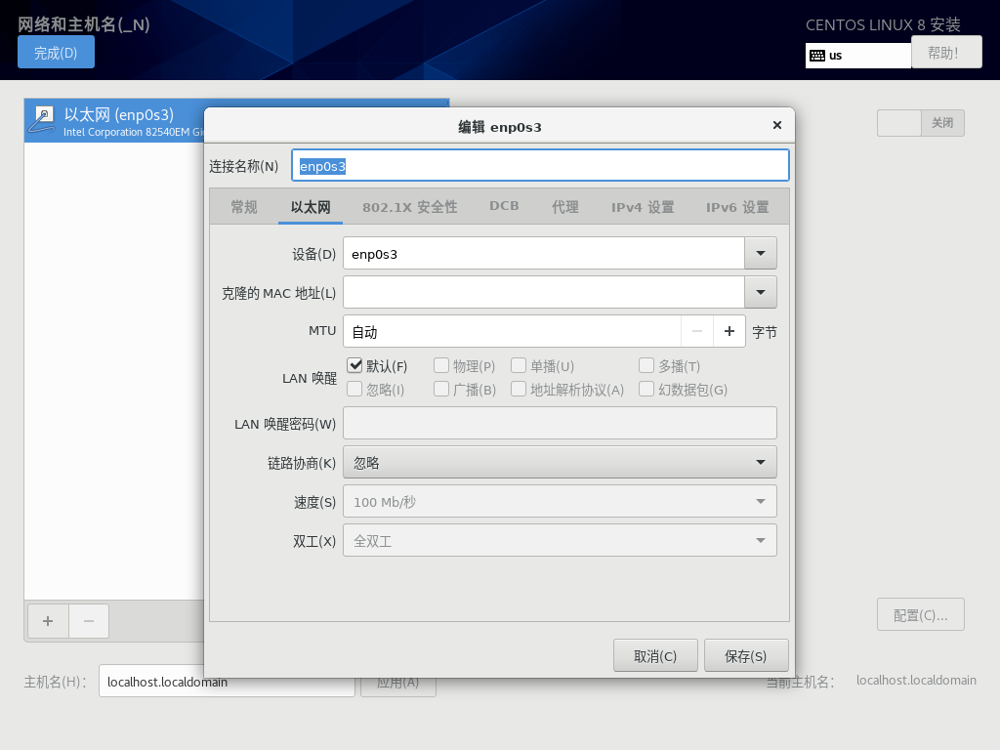 网络和主机名(_N)
CENTOS LINUX 8 安装
完成(D)
us
帮助！
以太网 (enp0s3)
Intel Corporation 82540EM Gi
关闭
编辑 enp0s3
连接名称(N)
enp0s3
常规
以太网
802.1X 安全性
DCB
代理
IPv4 设置
IPv6 设置
设备(D)
enp0s3
克隆的 MAC 地址(L)
MTU
自动
字节
LAN 唤醒
默认(F)
物理(P)
单播(U)
多播(T)
忽略(I)
广播(B)
地址解析协议(A)
幻数据包(G)
LAN 唤醒密码(W)
链路协商(K)
忽略
速度(S)
100 Mb/秒
双工(X)
全双工
取消(C)
保存(S)
配置(C)...
主机名(H)：
localhost.localdomain
应用(A)
当前主机名：
localhost.localdomain